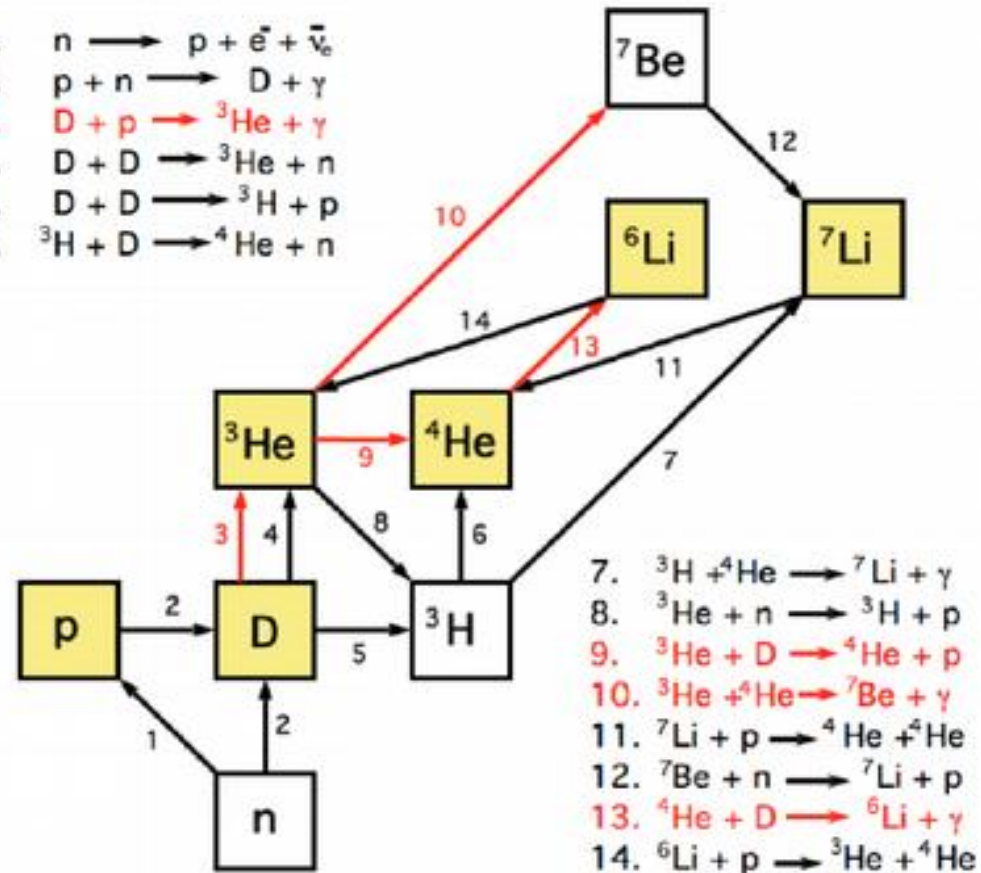 n ⟶ p + e⁻ + ν̄ₑ
p + n ⟶ D + γ
D + p ⟶ ³He + γ
D + D ⟶ ³He + n
D + D ⟶ ³H + p
³H + D ⟶ ⁴He + n
⁷Be
12
10
⁶Li
⁷Li
14
13
11
³He
⁴He
9
7
3
4
8
6
p
2
D
5
³H
1
2
n
7. ³H + ⁴He ⟶ ⁷Li + γ
8. ³He + n ⟶ ³H + p
9. ³He + D ⟶ ⁴He + p
10. ³He + ⁴He ⟶ ⁷Be + γ
11. ⁷Li + p ⟶ ⁴He + ⁴He
12. ⁷Be + n ⟶ ⁷Li + p
13. ⁴He + D ⟶ ⁶Li + γ
14. ⁶Li + p ⟶ ³He + ⁴He